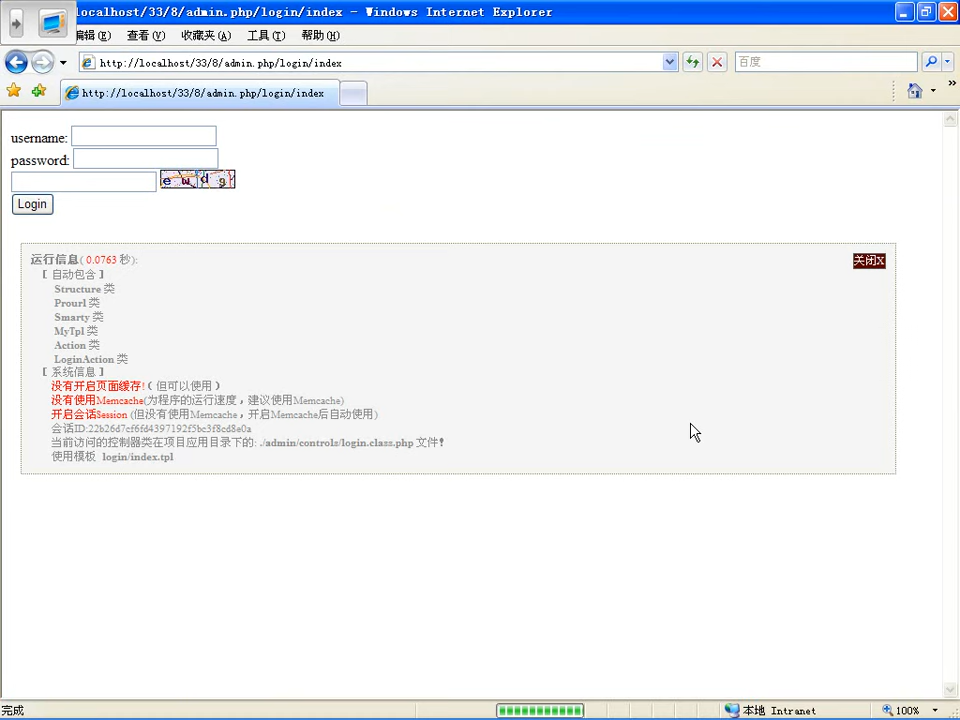 localhost/33/8/admin.php/login/index - Windows Internet Explorer
编辑(E) 查看(V) 收藏夹(A) 工具(T) 帮助(H)
http://localhost/33/8/admin.php/login/index 百度
http://localhost/33/8/admin.php/login/index
username:
password:
e w d g
Login
运行信息( 0.0763 秒): 关闭X
[ 自动包含 ]
Structure 类
Prourl 类
Smarty 类
MyTpl 类
Action 类
LoginAction 类
[ 系统信息 ]
没有开启页面缓存!( 但可以使用 )
没有使用Memcache(为程序的运行速度，建议使用Memcache)
开启会话Session (但没有使用Memcache，开启Memcache后自动使用)
会话ID:22b26d7cf6fd4397192f5bc3f8cd8e0a
当前访问的控制器类在项目应用目录下的: ./admin/controls/login.class.php 文件！
使用模板 login/index.tpl
完成 本地 Intranet 100%